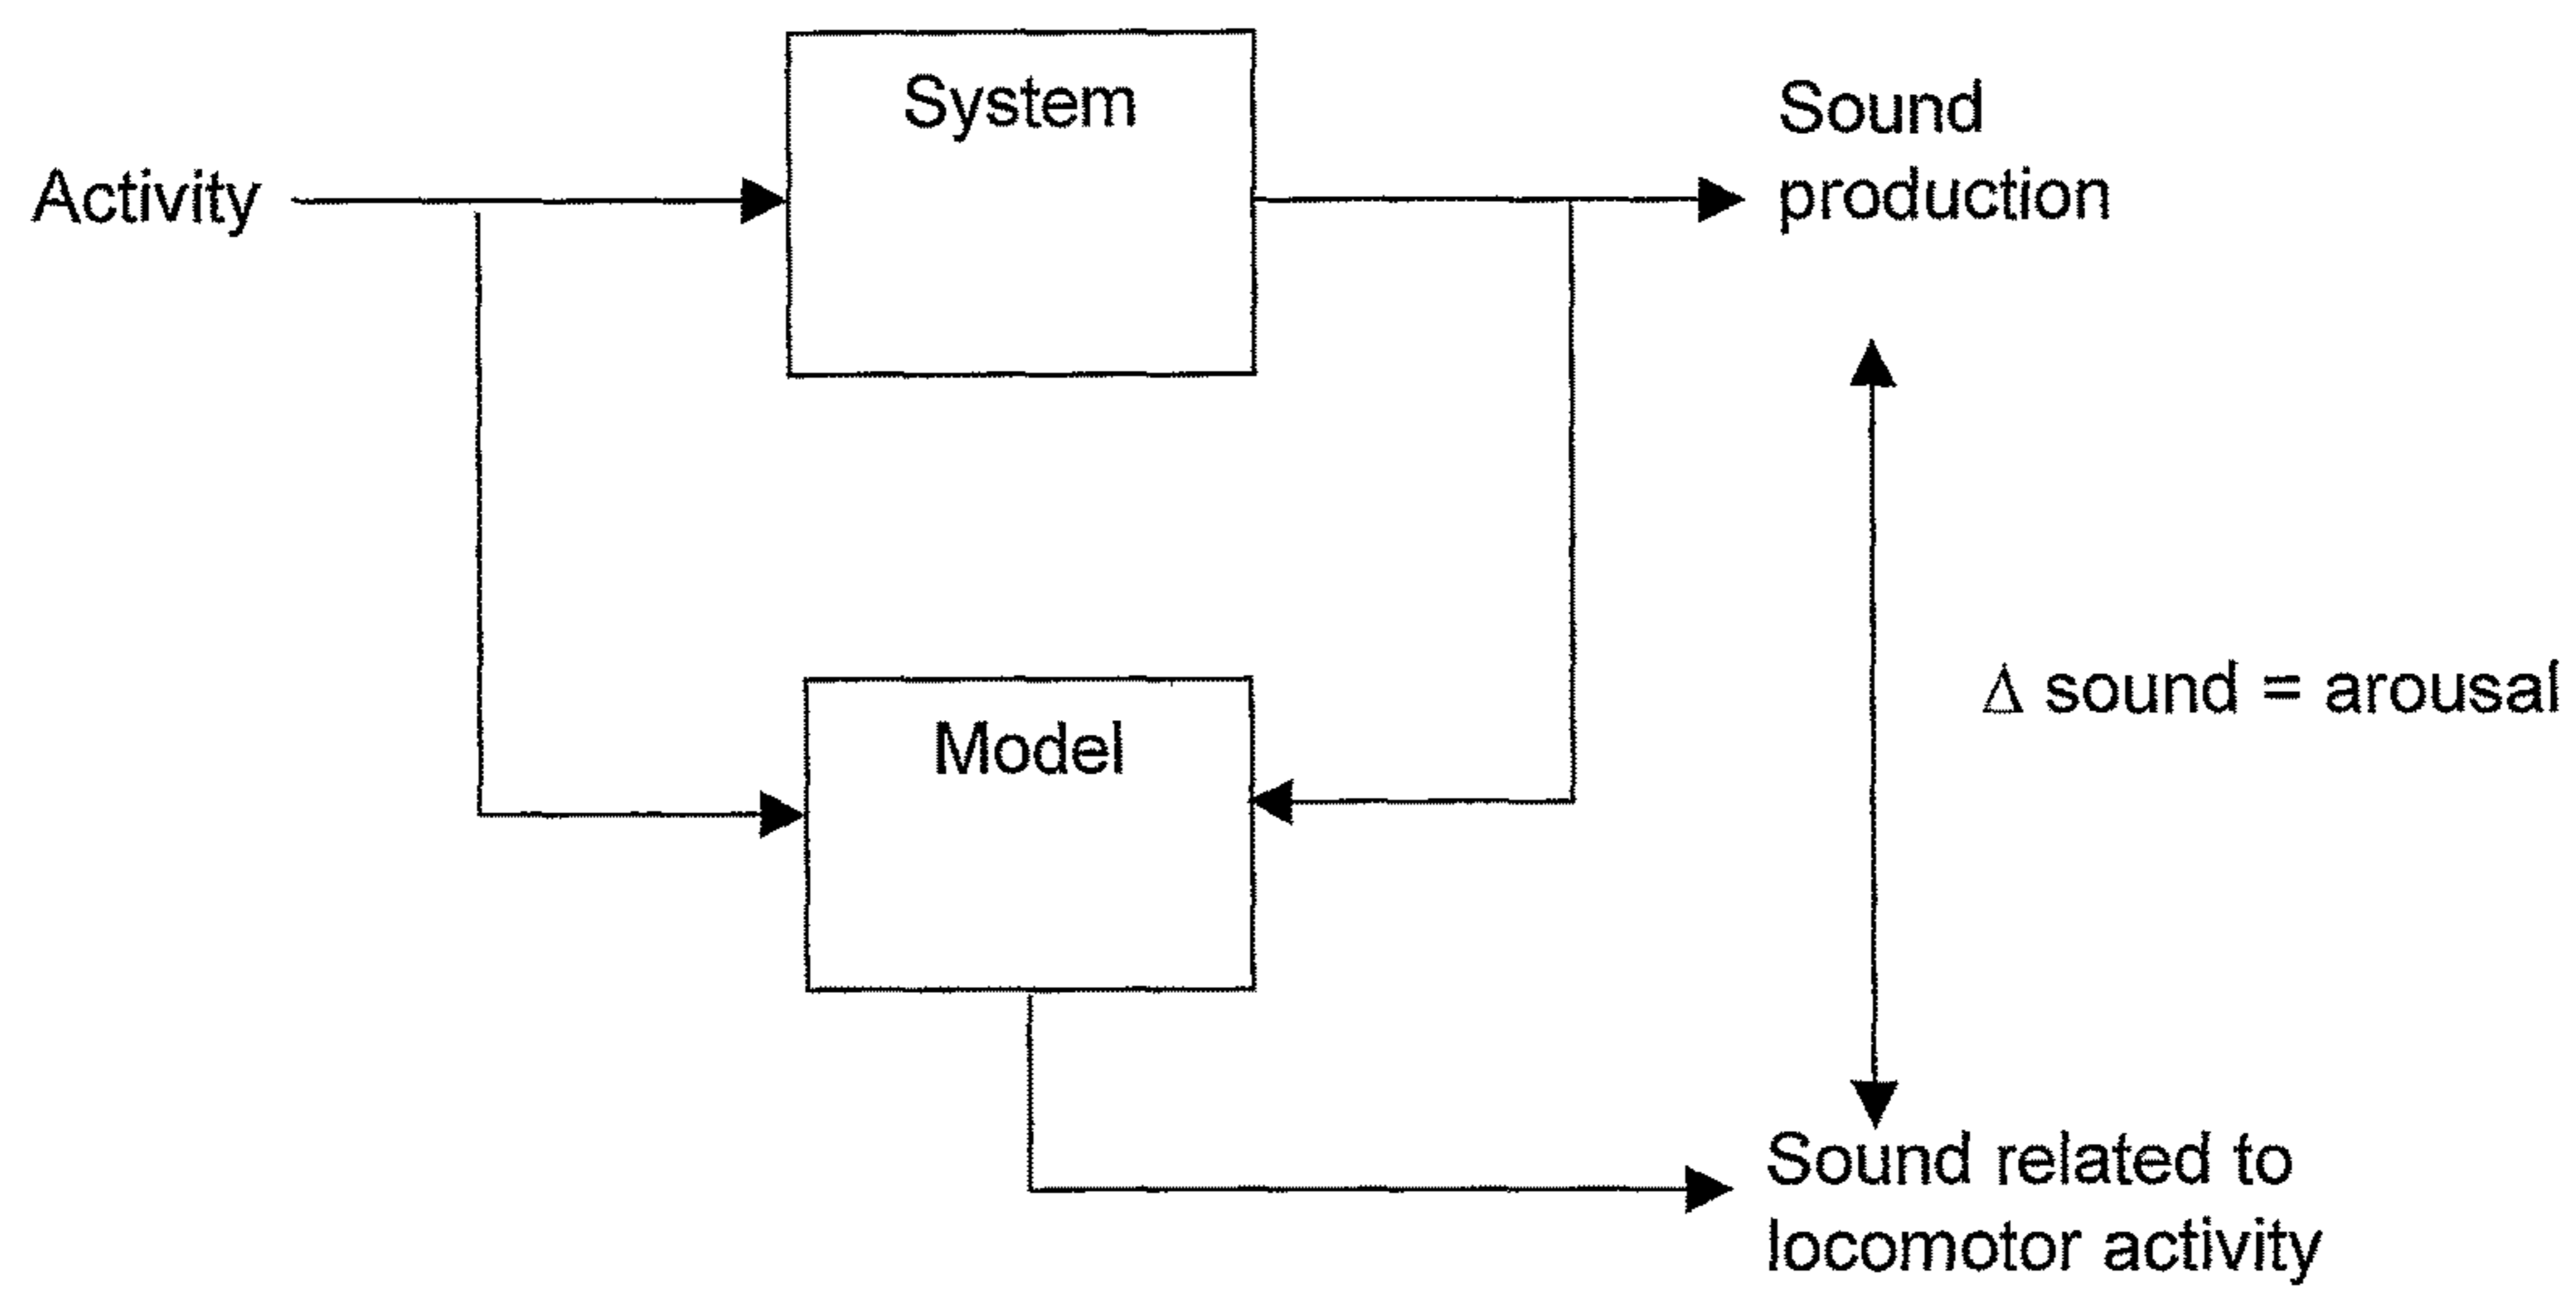 System
Sound
production
Activity
Δ sound = arousal
Model
Sound related to
locomotor activity